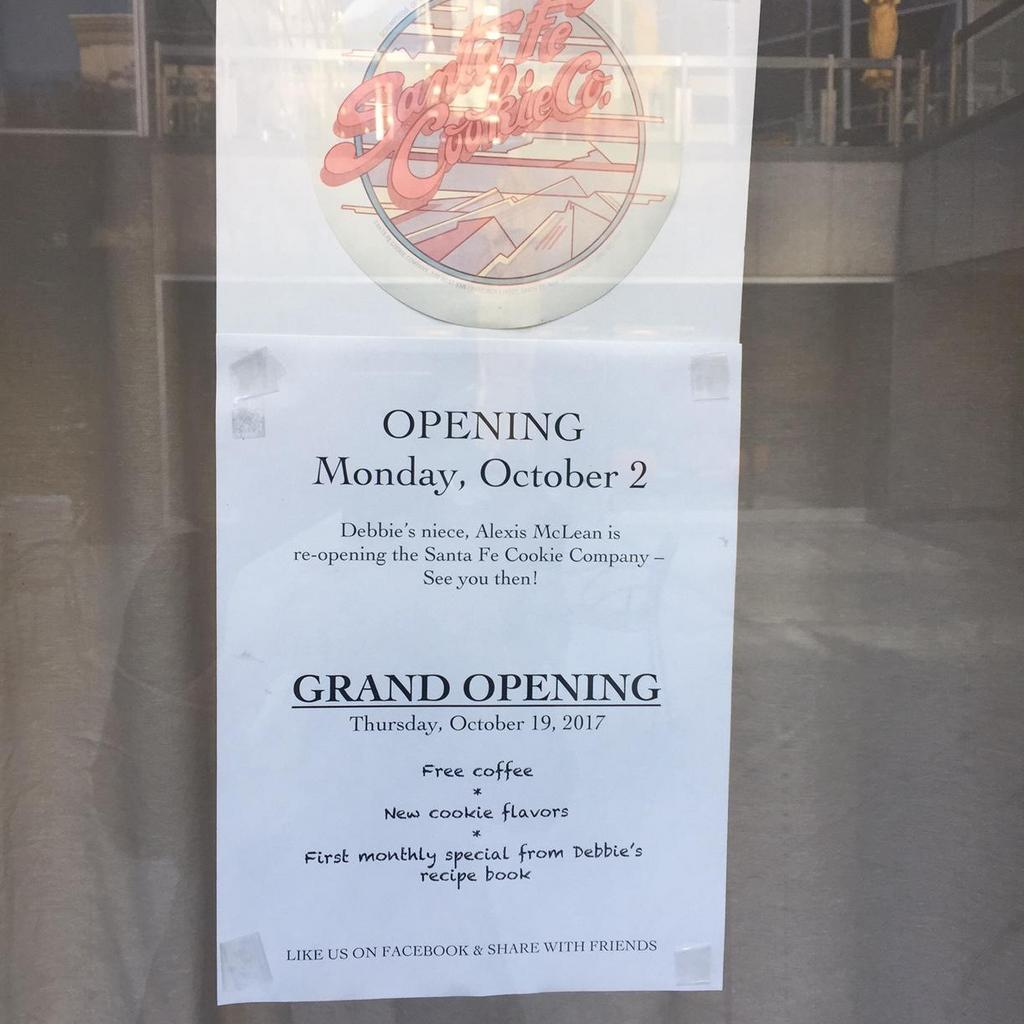 Santa Fe
Cookie Co.
OPENING
Monday, October 2
Debbie's niece, Alexis McLean is
re-opening the Santa Fe Cookie Company –
See you then!
GRAND OPENING
Thursday, October 19, 2017
Free coffee
*
New cookie flavors
*
First monthly special from Debbie's
recipe book
LIKE US ON FACEBOOK & SHARE WITH FRIENDS